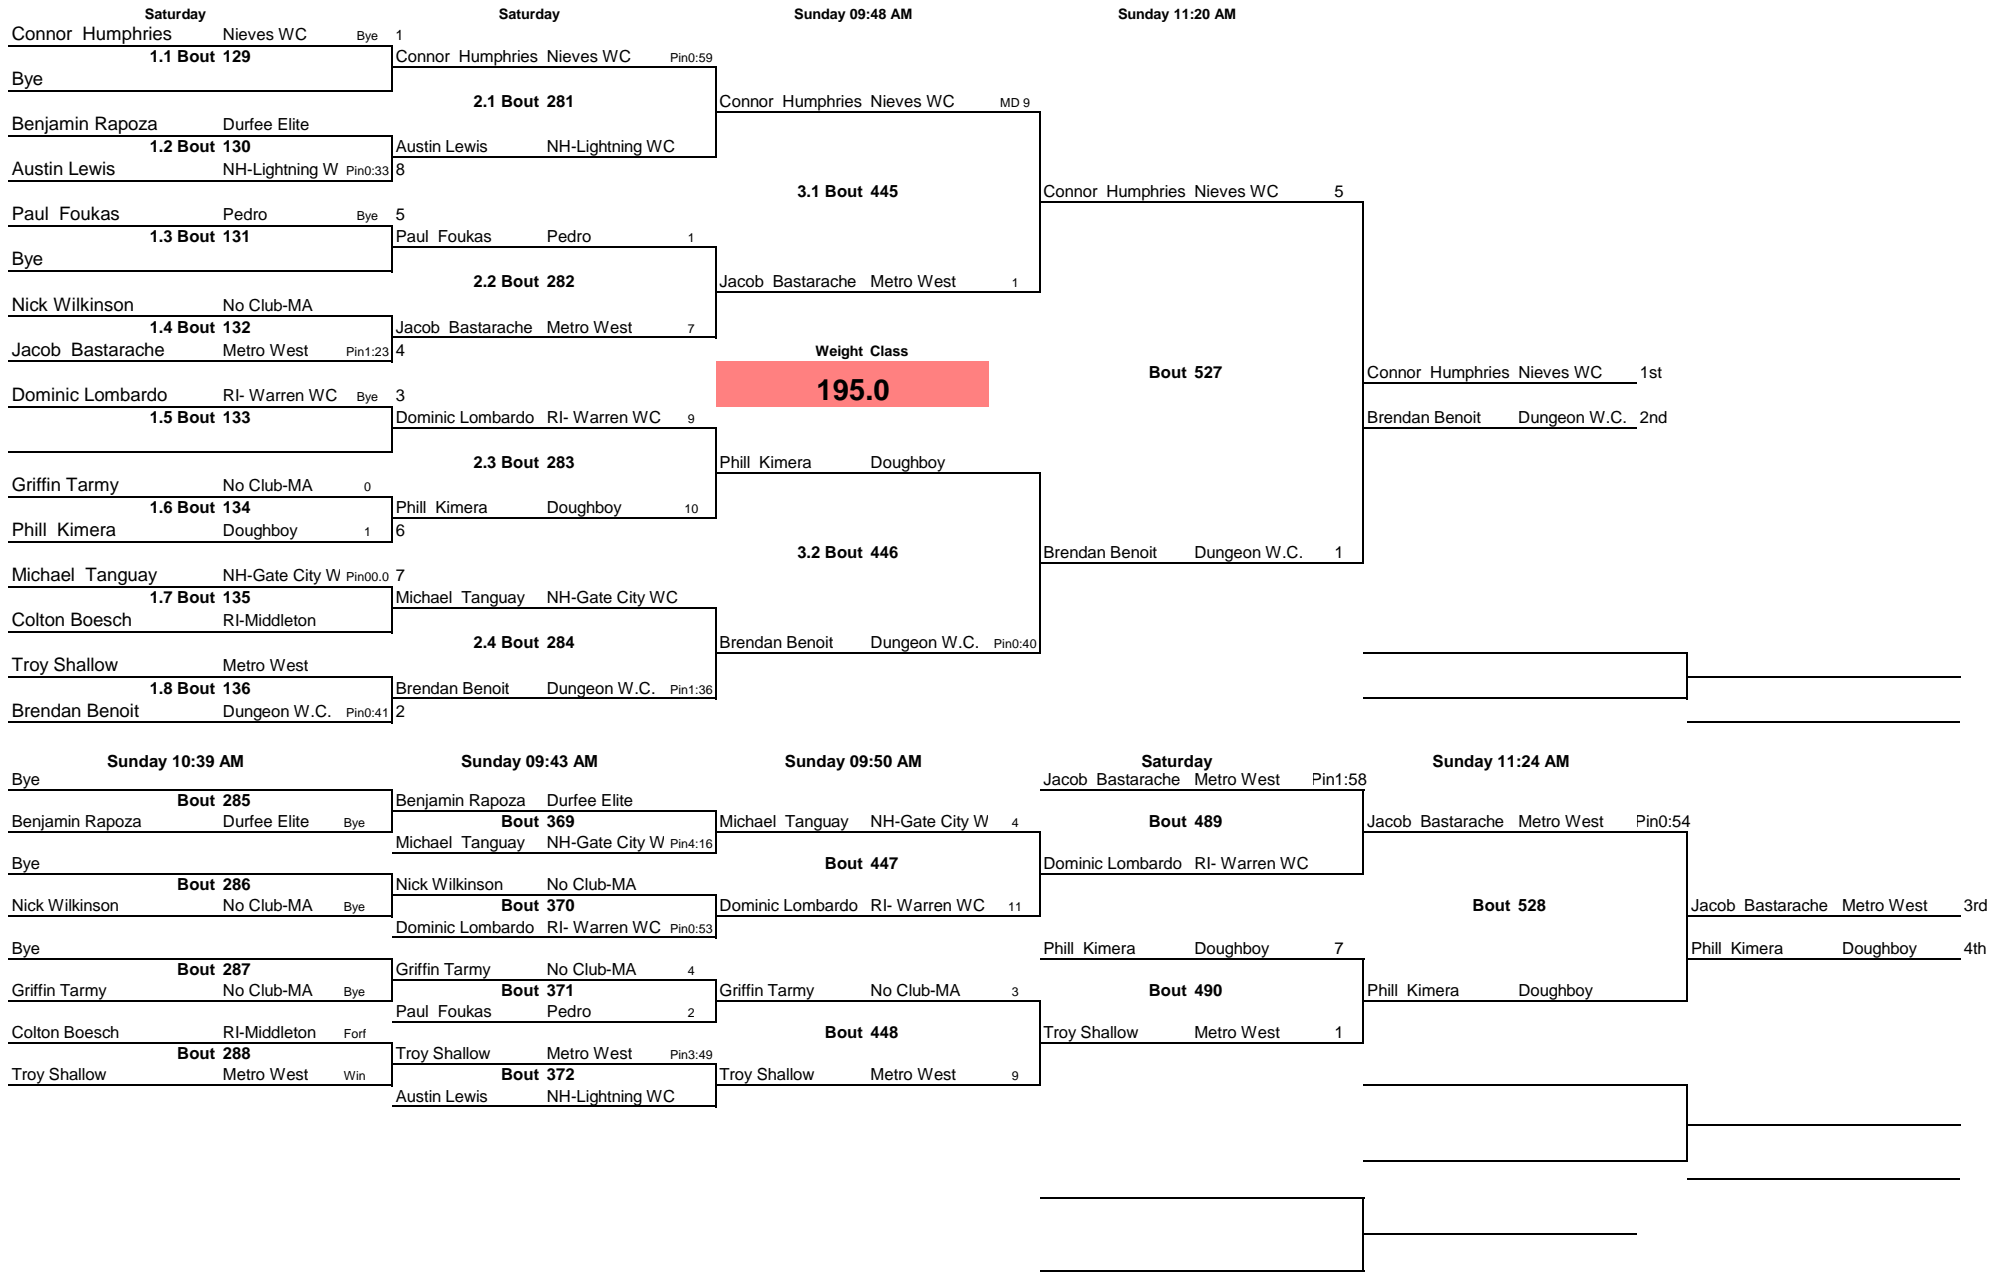 Saturday Saturday Sunday 09:48 AM Sunday 11:20 AM
Connor Humphries Nieves WC Bye 1
1.1 Bout 129 Connor Humphries Nieves WC Pin0:59
Bye
2.1 Bout 281 Connor Humphries Nieves WC MD 9
Benjamin Rapoza Durfee Elite
1.2 Bout 130 Austin Lewis NH-Lightning WC
Austin Lewis NH-Lightning W Pin0:33 8
3.1 Bout 445 Connor Humphries Nieves WC 5
Paul Foukas Pedro Bye 5
1.3 Bout 131 Paul Foukas Pedro 1
Bye
2.2 Bout 282 Jacob Bastarache Metro West 1
Nick Wilkinson No Club-MA
1.4 Bout 132 Jacob Bastarache Metro West 7
Jacob Bastarache Metro West Pin1:23 4 Weight Class
Bout 527 Connor Humphries Nieves WC 1st
Dominic Lombardo RI- Warren WC Bye 3 195.0
1.5 Bout 133 Dominic Lombardo RI- Warren WC 9 Brendan Benoit Dungeon W.C. 2nd
2.3 Bout 283 Phill Kimera Doughboy
Griffin Tarmy No Club-MA 0
1.6 Bout 134 Phill Kimera Doughboy 10
Phill Kimera Doughboy 1 6
3.2 Bout 446 Brendan Benoit Dungeon W.C. 1
Michael Tanguay NH-Gate City W Pin00.0 7
1.7 Bout 135 Michael Tanguay NH-Gate City WC
Colton Boesch RI-Middleton
2.4 Bout 284 Brendan Benoit Dungeon W.C. Pin0:40
Troy Shallow Metro West
1.8 Bout 136 Brendan Benoit Dungeon W.C. Pin1:36
Brendan Benoit Dungeon W.C. Pin0:41 2
Sunday 10:39 AM Sunday 09:43 AM Sunday 09:50 AM Saturday Sunday 11:24 AM
Bye Jacob Bastarache Metro West Pin1:58
Bout 285 Benjamin Rapoza Durfee Elite
Benjamin Rapoza Durfee Elite Bye Bout 369 Michael Tanguay NH-Gate City W 4 Bout 489 Jacob Bastarache Metro West Pin0:54
Michael Tanguay NH-Gate City W Pin4:16
Bye Bout 447 Dominic Lombardo RI- Warren WC
Bout 286 Nick Wilkinson No Club-MA
Nick Wilkinson No Club-MA Bye Bout 370 Dominic Lombardo RI- Warren WC 11 Bout 528 Jacob Bastarache Metro West 3rd
Dominic Lombardo RI- Warren WC Pin0:53
Bye Phill Kimera Doughboy 7 Phill Kimera Doughboy 4th
Bout 287 Griffin Tarmy No Club-MA 4
Griffin Tarmy No Club-MA Bye Bout 371 Griffin Tarmy No Club-MA 3 Bout 490 Phill Kimera Doughboy
Paul Foukas Pedro 2
Colton Boesch RI-Middleton Forf Bout 448 Troy Shallow Metro West 1
Bout 288 Troy Shallow Metro West Pin3:49
Troy Shallow Metro West Win Bout 372 Troy Shallow Metro West 9
Austin Lewis NH-Lightning WC